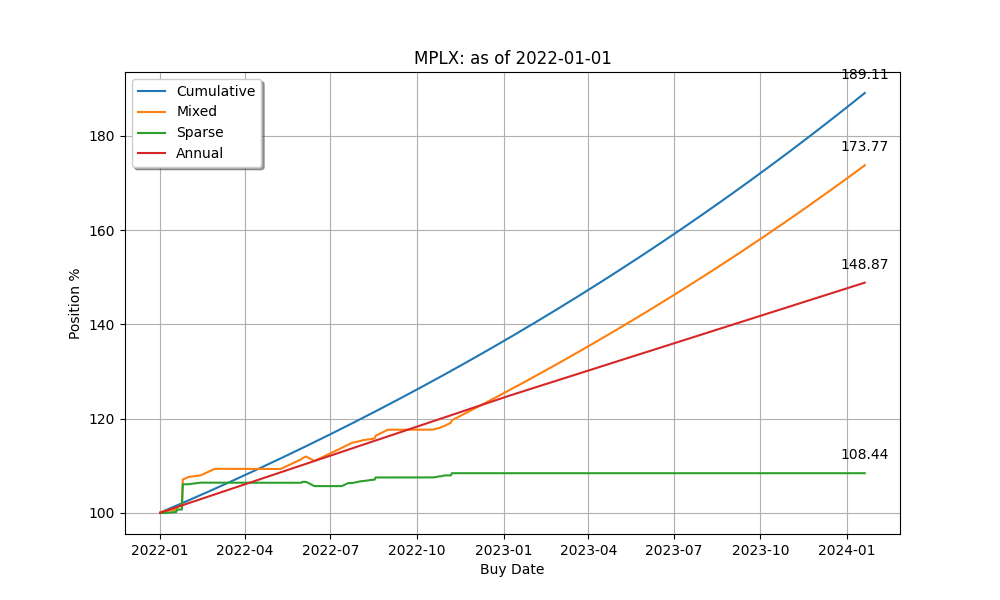 MPLX: as of 2022-01-01
189.11
Cumulative
Mixed
Sparse
Annual
180
173.77
160
148.87
140
120
108.44
100
Position %
2022-01 2022-04 2022-07 2022-10 2023-01 2023-04 2023-07 2023-10 2024-01
Buy Date